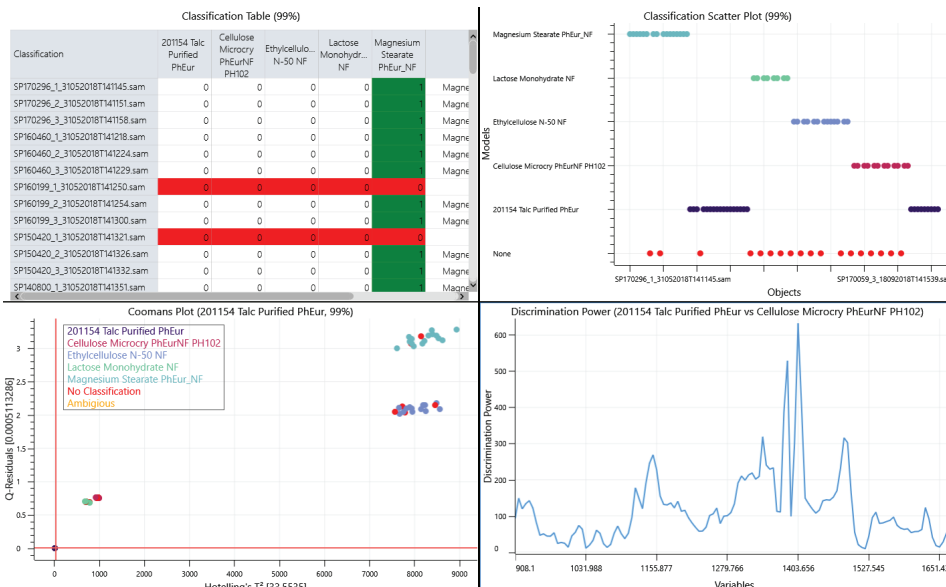 Classification Table (99%)
Classification
201154 Talc Purified PhEur
Cellulose Microcry PhEurNF PH102
Ethylcellulo... N-50 NF
Lactose Monohydr... NF
Magnesium Stearate PhEur_NF
SP170296_1_31052018T141145.sam 0 0 0 0 1 Magne
SP170296_2_31052018T141151.sam 0 0 0 0 1 Magne
SP170296_3_31052018T141158.sam 0 0 0 0 1 Magne
SP160460_1_31052018T141218.sam 0 0 0 0 1 Magne
SP160460_2_31052018T141224.sam 0 0 0 0 1 Magne
SP160460_3_31052018T141229.sam 0 0 0 0 1 Magne
SP160199_1_31052018T141250.sam 0 0 0 0 0
SP160199_2_31052018T141254.sam 0 0 0 0 1 Magne
SP160199_3_31052018T141300.sam 0 0 0 0 1 Magne
SP150420_1_31052018T141321.sam 0 0 0 0 0
SP150420_2_31052018T141326.sam 0 0 0 0 1 Magne
SP150420_3_31052018T141332.sam 0 0 0 0 1 Magne
SP140800_1_31052018T141351.sam 0 0 0 0 1 Magne
Classification Scatter Plot (99%)
Models
Magnesium Stearate PhEur_NF
Lactose Monohydrate NF
Ethylcellulose N-50 NF
Cellulose Microcry PhEurNF PH102
201154 Talc Purified PhEur
None
SP170296_1_31052018T141145.sam SP170059_3_18092018T141539.sa
Objects
Coomans Plot (201154 Talc Purified PhEur, 99%)
201154 Talc Purified PhEur
Cellulose Microcry PhEurNF PH102
Ethylcellulose N-50 NF
Lactose Monohydrate NF
Magnesium Stearate PhEur_NF
No Classification
Ambigious
Q-Residuals [0.0005113286]
3
2.5
2
1.5
1
0.5
0
0 1000 2000 3000 4000 5000 6000 7000 8000 9000
Hotelling's T² [33.5535]
Discrimination Power (201154 Talc Purified PhEur vs Cellulose Microcry PhEurNF PH102)
Discrimination Power
600
500
400
300
200
100
0
908.1 1031.988 1155.877 1279.766 1403.656 1527.545 1651.4
Variables